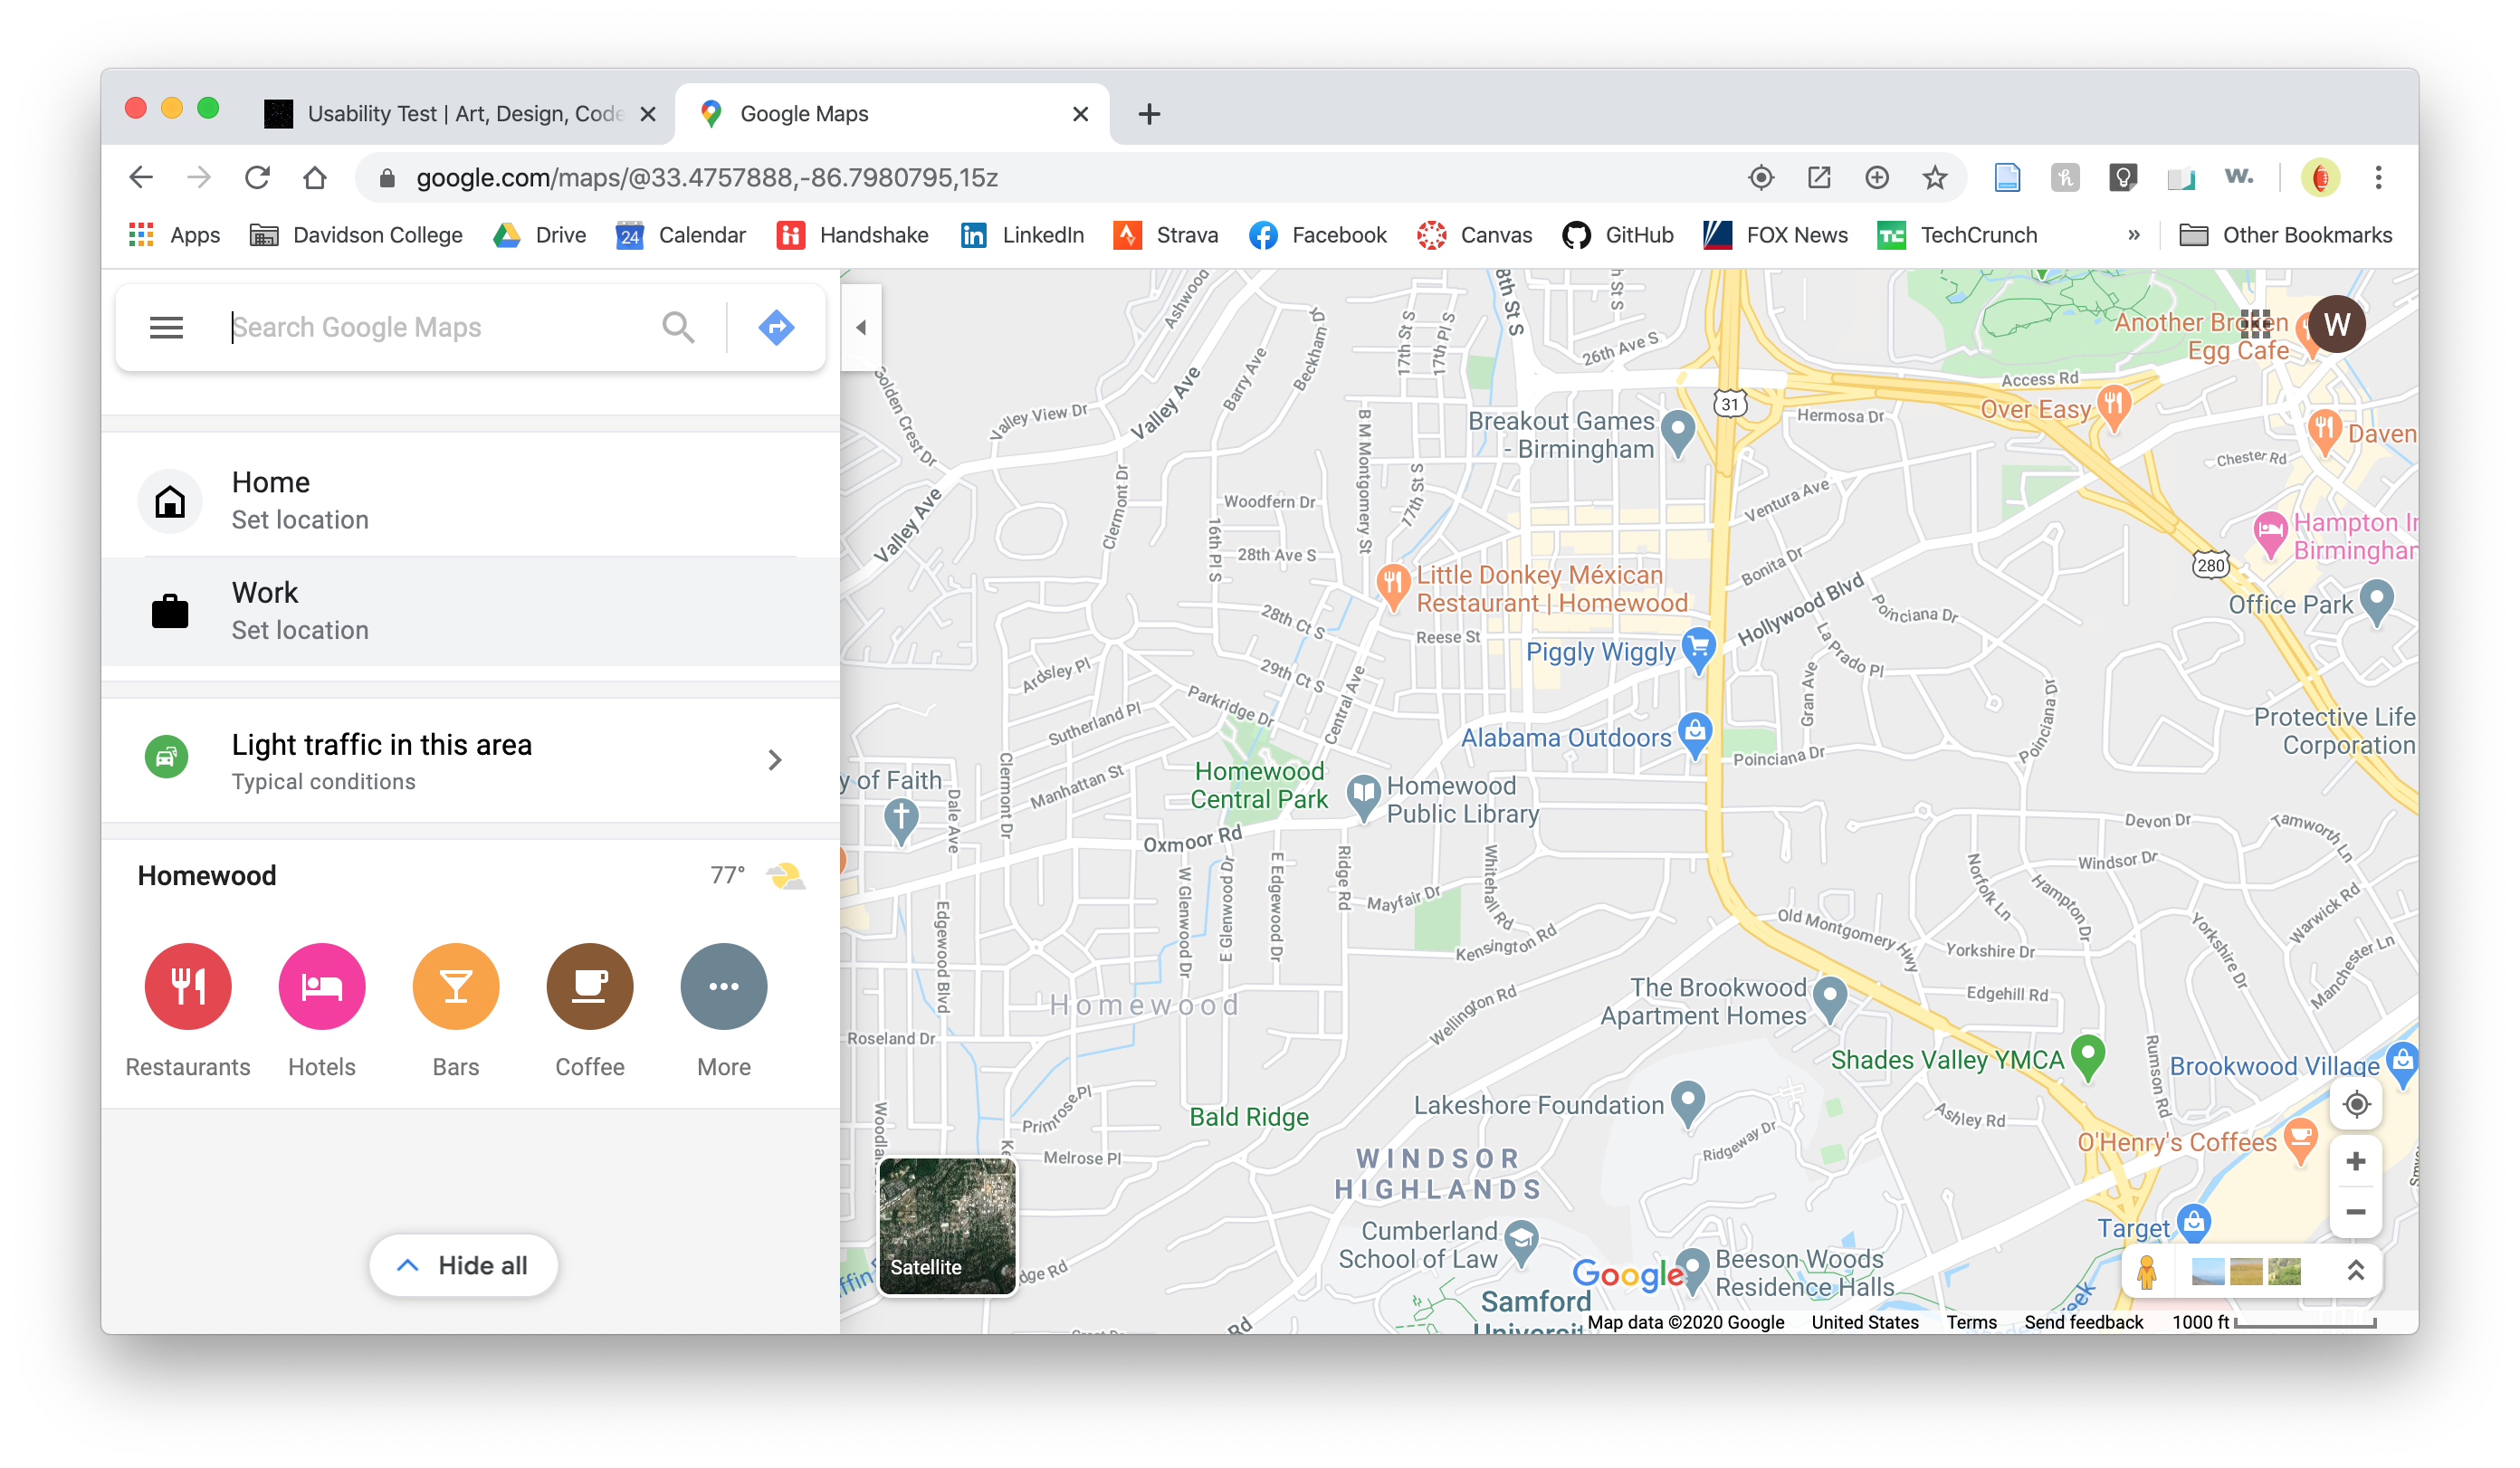 Usability Test | Art, Design, Code
Google Maps
google.com/maps/@33.4757888,-86.7980795,15z
Apps
Davidson College
Drive
24
Calendar
Handshake
LinkedIn
Strava
Facebook
Canvas
GitHub
FOX News
TechCrunch
Other Bookmarks
Search Google Maps
Home
Set location
Work
Set location
Light traffic in this area
Typical conditions
Homewood
77°
Restaurants
Hotels
Bars
Coffee
More
Hide all
W
Another Broken
Egg Cafe
Access Rd
Over Easy
Hermosa Dr
31
Breakout Games
- Birmingham
Daven
Chester Rd
Hampton In
Birmingham
280
Office Park
Ashwood
Beckham Dr
Barry Ave
Valley Ave
Valley View Dr
Golden Crest Dr
Valley Ave
Clermont Dr
17th St S
17th Pl S
26th Ave S
B M Montgomery St
17th St S
Woodfern Dr
16th Pl S
28th Ave S
Little Donkey Méxican
Restaurant | Homewood
28th Ct S
29th Ct S
Reese St
Piggly Wiggly
Ventura Ave
Bonita Dr
Hollywood Blvd
Poinciana Dr
La Prado Pl
Gran Ave
Poinciana Dr
Poinciana Dr
Protective Life
Corporation
Alabama Outdoors
Ardsley Pl
Parkridge Dr
Central Ave
Sutherland Pl
Manhattan St
Clermont Dr
Homewood
Central Park
Homewood
Public Library
y of Faith
Dale Ave
Oxmoor Rd
Edgewood Blvd
W Glenwood Dr
E Glenwood Dr
E Edgewood Dr
Ridge Rd
Mayfair Dr
Whitehall Rd
Kensington Rd
Wellington Rd
Homewood
Roseland Dr
Primrose Pl
Melrose Pl
Bald Ridge
Devon Dr
Tamworth Ln
Windsor Dr
Norfolk Ln
Hampton Dr
Warwick Rd
Yorkshire Dr
Manchester Ln
Old Montgomery Hwy
Yorkshire Dr
Edgehill Rd
The Brookwood
Apartment Homes
Shades Valley YMCA
Rumson Rd
Brookwood Village
Lakeshore Foundation
Ridgeway Dr
Ashley Rd
O'Henry's Coffees
WINDSOR
HIGHLANDS
Cumberland
School of Law
Target
Beeson Woods
Residence Halls
Samford
Satellite
Google
Map data ©2020 Google
United States
Terms
Send feedback
1000 ft